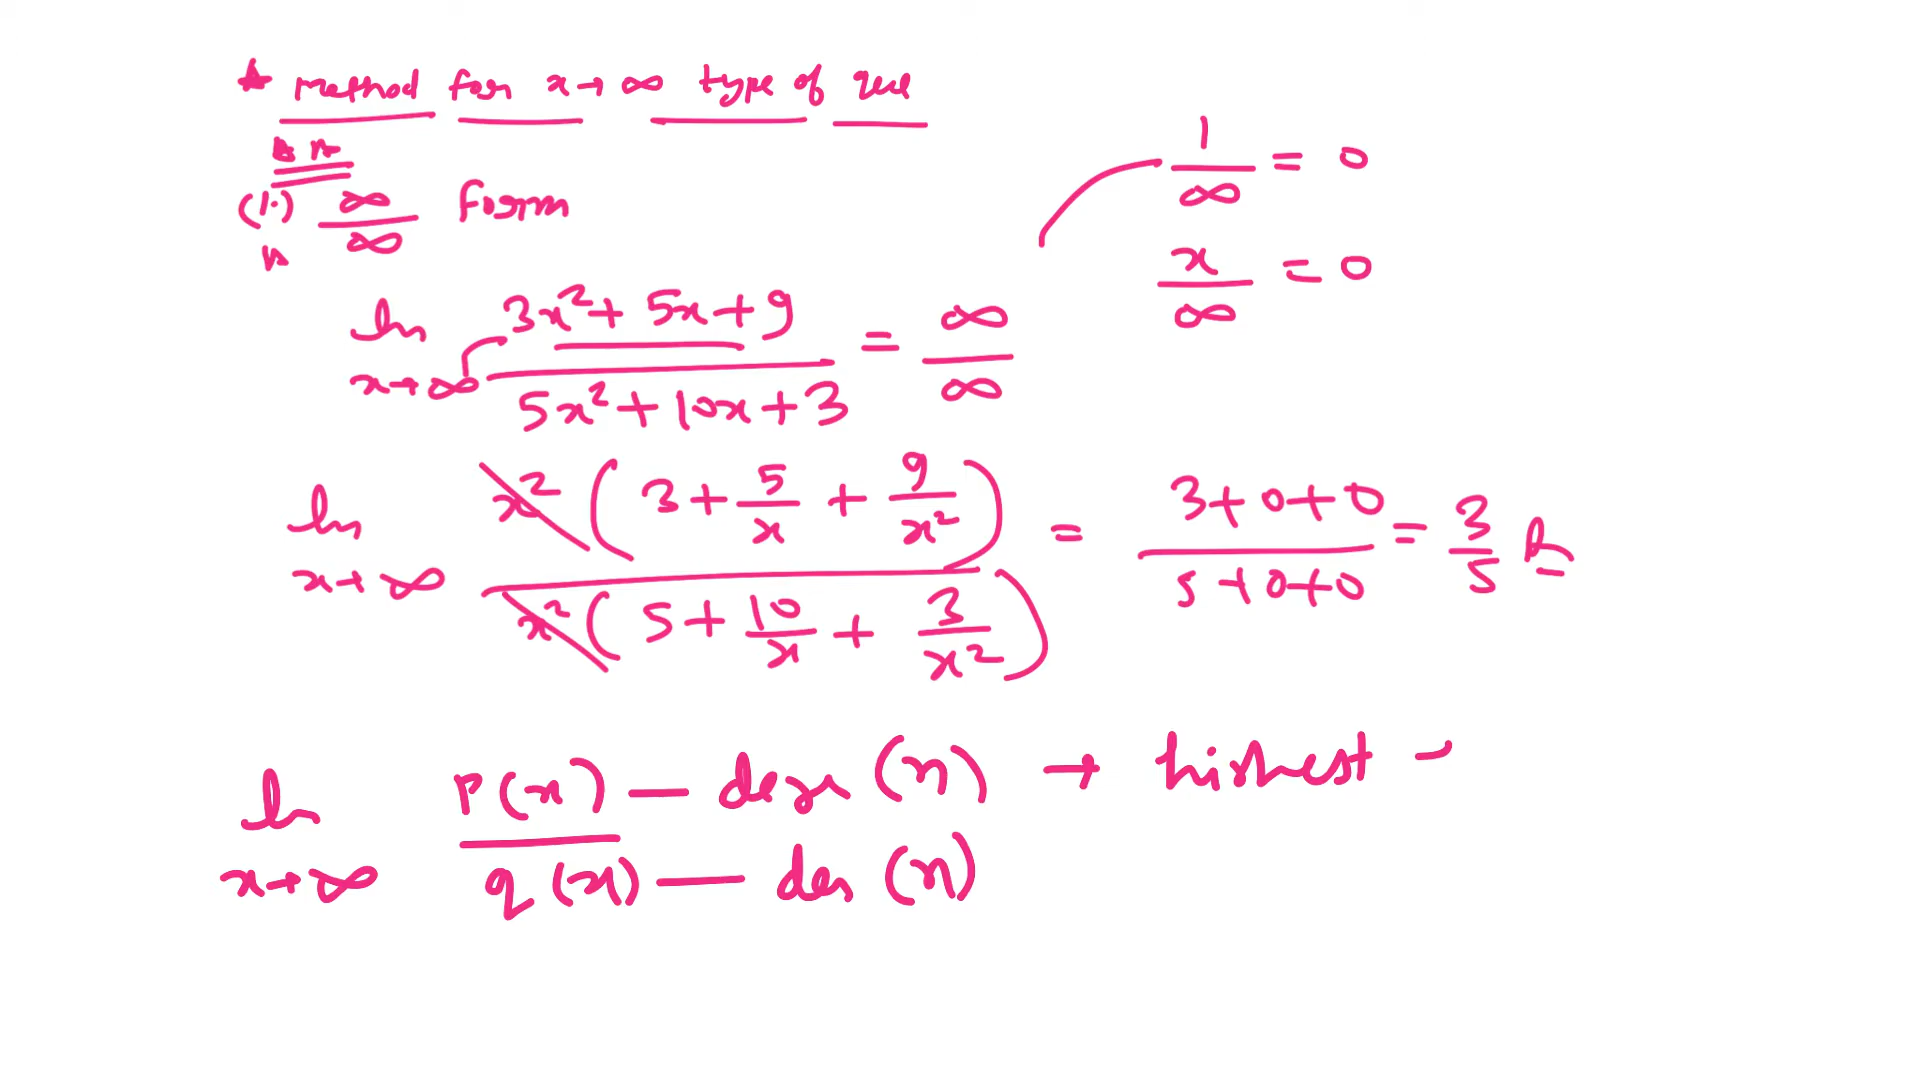 ★ method for x→∞ type of que
(1.) ∞/∞ form
1/∞ = 0
x/∞ = 0
lim x→∞ (3x²+5x+9)/(5x²+10x+3) = ∞/∞
lim x→∞ x²(3+5/x+9/x²)/x²(5+10/x+3/x²) = (3+0+0)/(5+0+0) = 3/5
lim x→∞ P(x)/q(x)
P(x) — (n) → highest -
q(x) — (n)